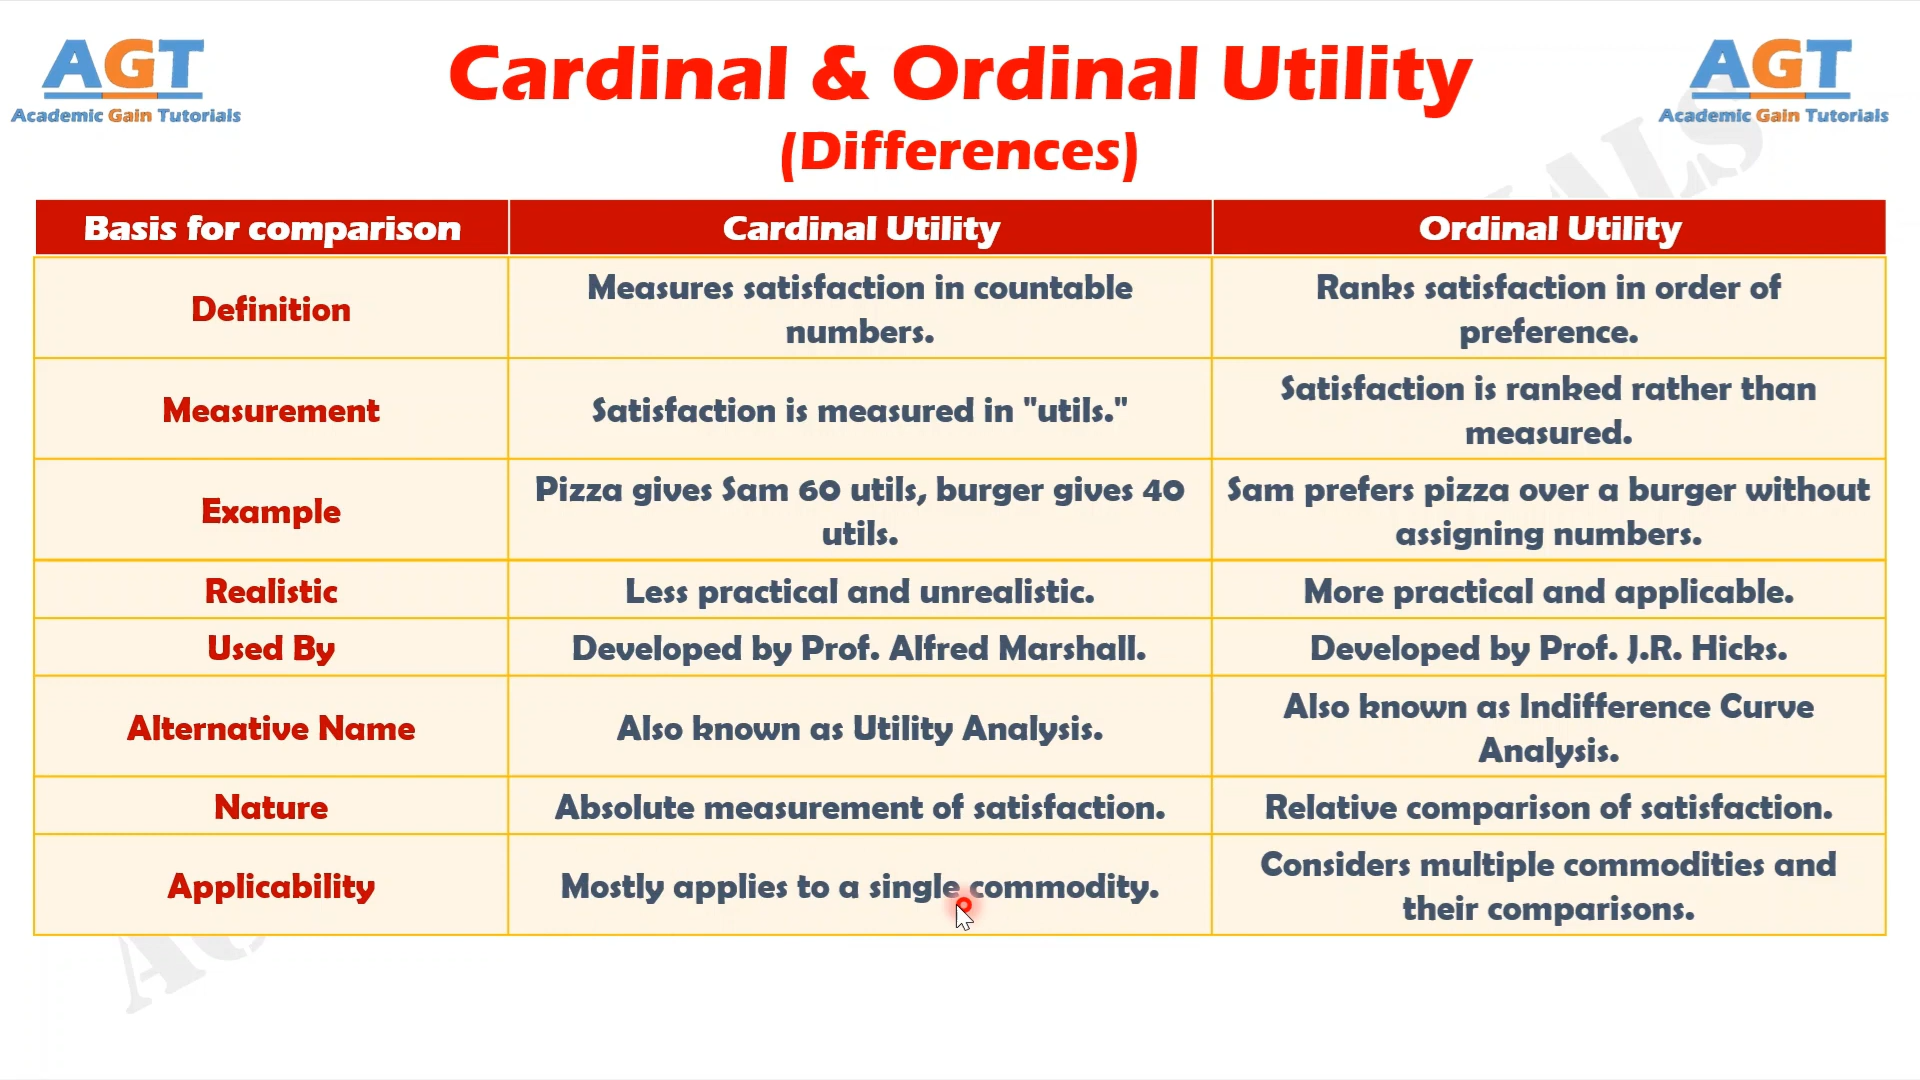 AGT
Academic Gain Tutorials
Cardinal & Ordinal Utility
(Differences)
AGT
Academic Gain Tutorials
Basis for comparison
Cardinal Utility
Ordinal Utility
Definition
Measures satisfaction in countable
numbers.
Ranks satisfaction in order of
preference.
Measurement
Satisfaction is measured in "utils."
Satisfaction is ranked rather than
measured.
Example
Pizza gives Sam 60 utils, burger gives 40
utils.
Sam prefers pizza over a burger without
assigning numbers.
Realistic
Less practical and unrealistic.
More practical and applicable.
Used By
Developed by Prof. Alfred Marshall.
Developed by Prof. J.R. Hicks.
Alternative Name
Also known as Utility Analysis.
Also known as Indifference Curve
Analysis.
Nature
Absolute measurement of satisfaction.
Relative comparison of satisfaction.
Applicability
Mostly applies to a single commodity.
Considers multiple commodities and
their comparisons.